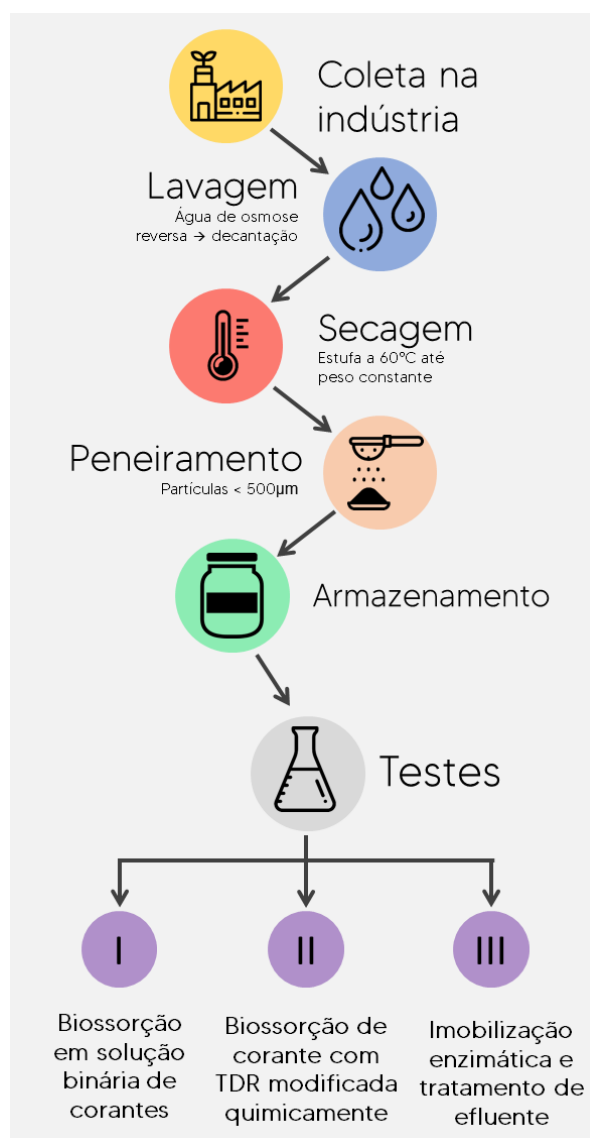 Coleta na
indústria
Lavagem
Água de osmose
reversa → decantação
Secagem
Estufa a 60°C até
peso constante
Peneiramento
Partículas < 500μm
Armazenamento
Testes
I
II
III
Biossorção
em solução
binária de
corantes
Biossorção de
corante com
TDR modificada
quimicamente
Imobilização
enzimática e
tratamento de
efluente